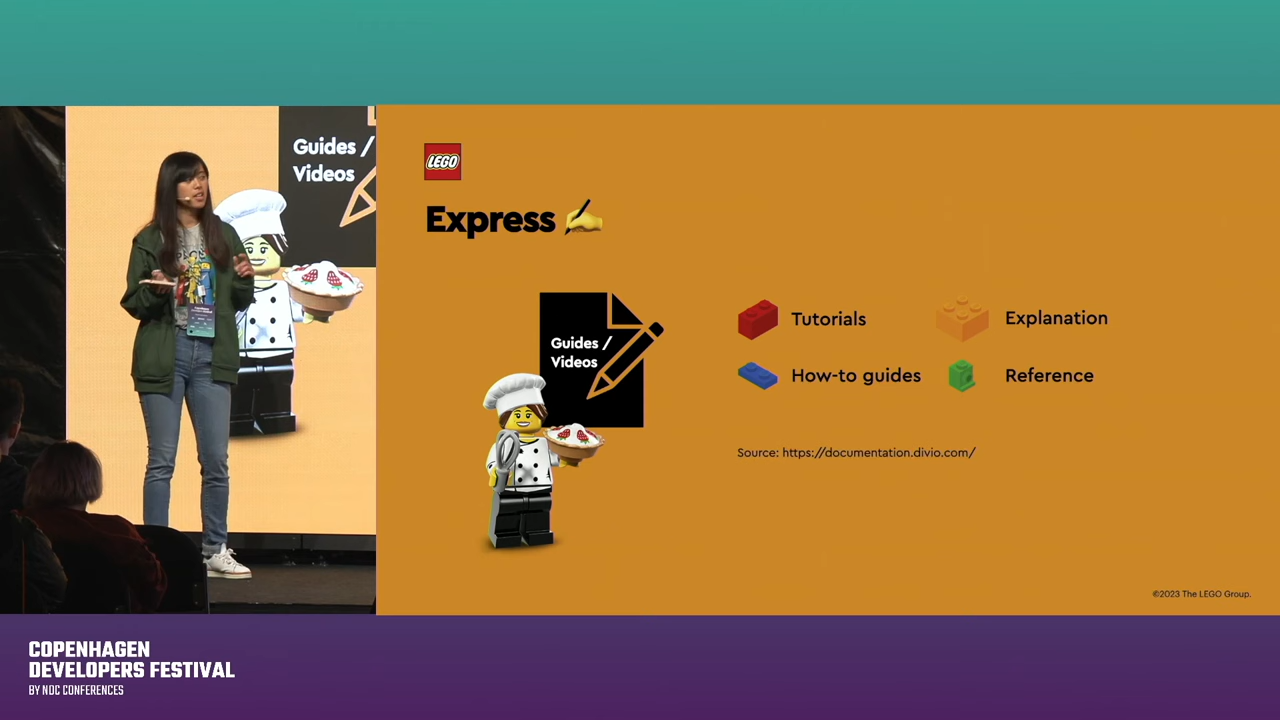 Guides /
Videos
LEGO
Express
Guides /
Videos
Tutorials
Explanation
How-to guides
Reference
Source: https://documentation.divio.com/
©2023 The LEGO Group.
COPENHAGEN
DEVELOPERS FESTIVAL
BY NDC CONFERENCES